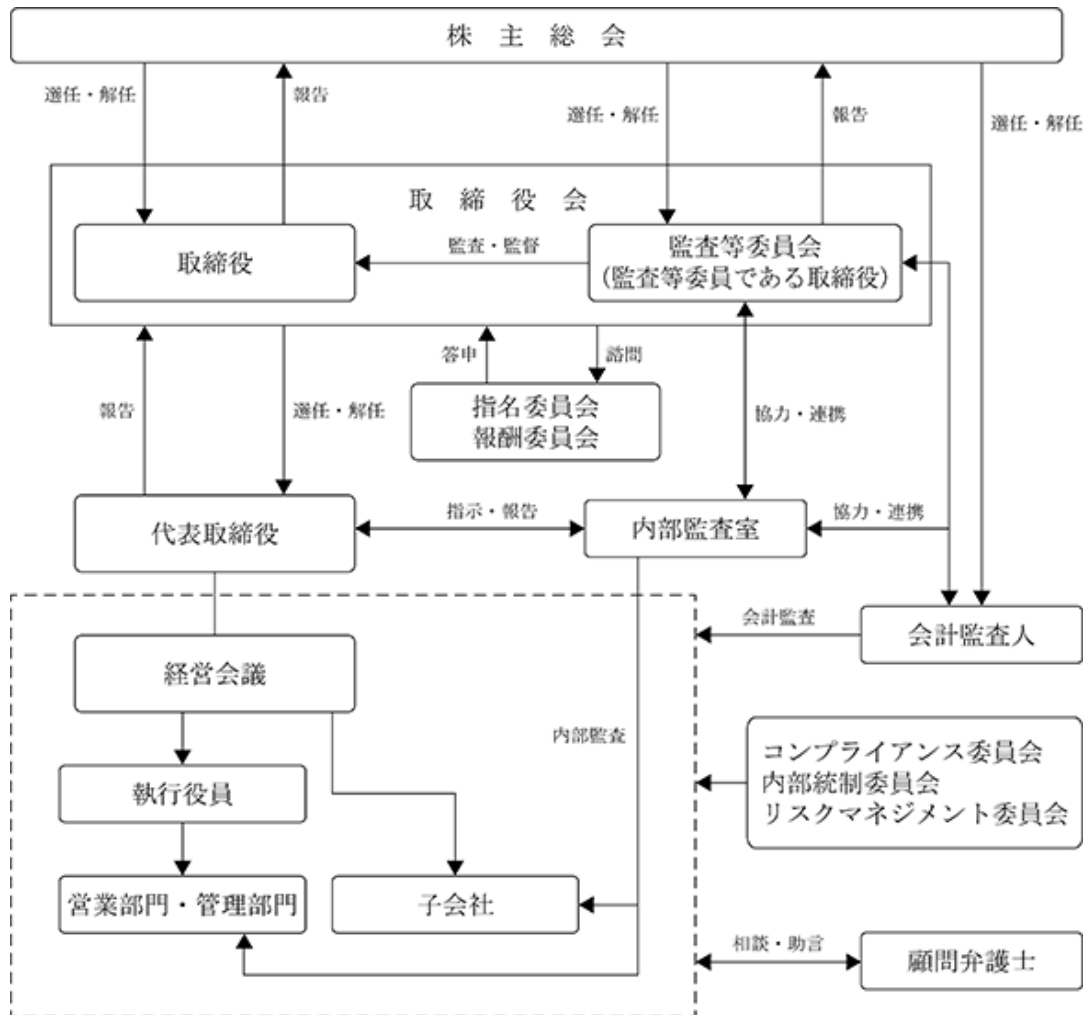 株 主 総 会
選任・解任
報告
選任・解任
報告
選任・解任
取 締 役 会
取締役
監査・監督
監査等委員会
(監査等委員である取締役)
答申
諮問
報告
選任・解任
指名委員会
報酬委員会
協力・連携
代表取締役
指示・報告
内部監査室
協力・連携
会計監査
会計監査人
経営会議
内部監査
コンプライアンス委員会
内部統制委員会
リスクマネジメント委員会
執行役員
営業部門・管理部門
子会社
相談・助言
顧問弁護士